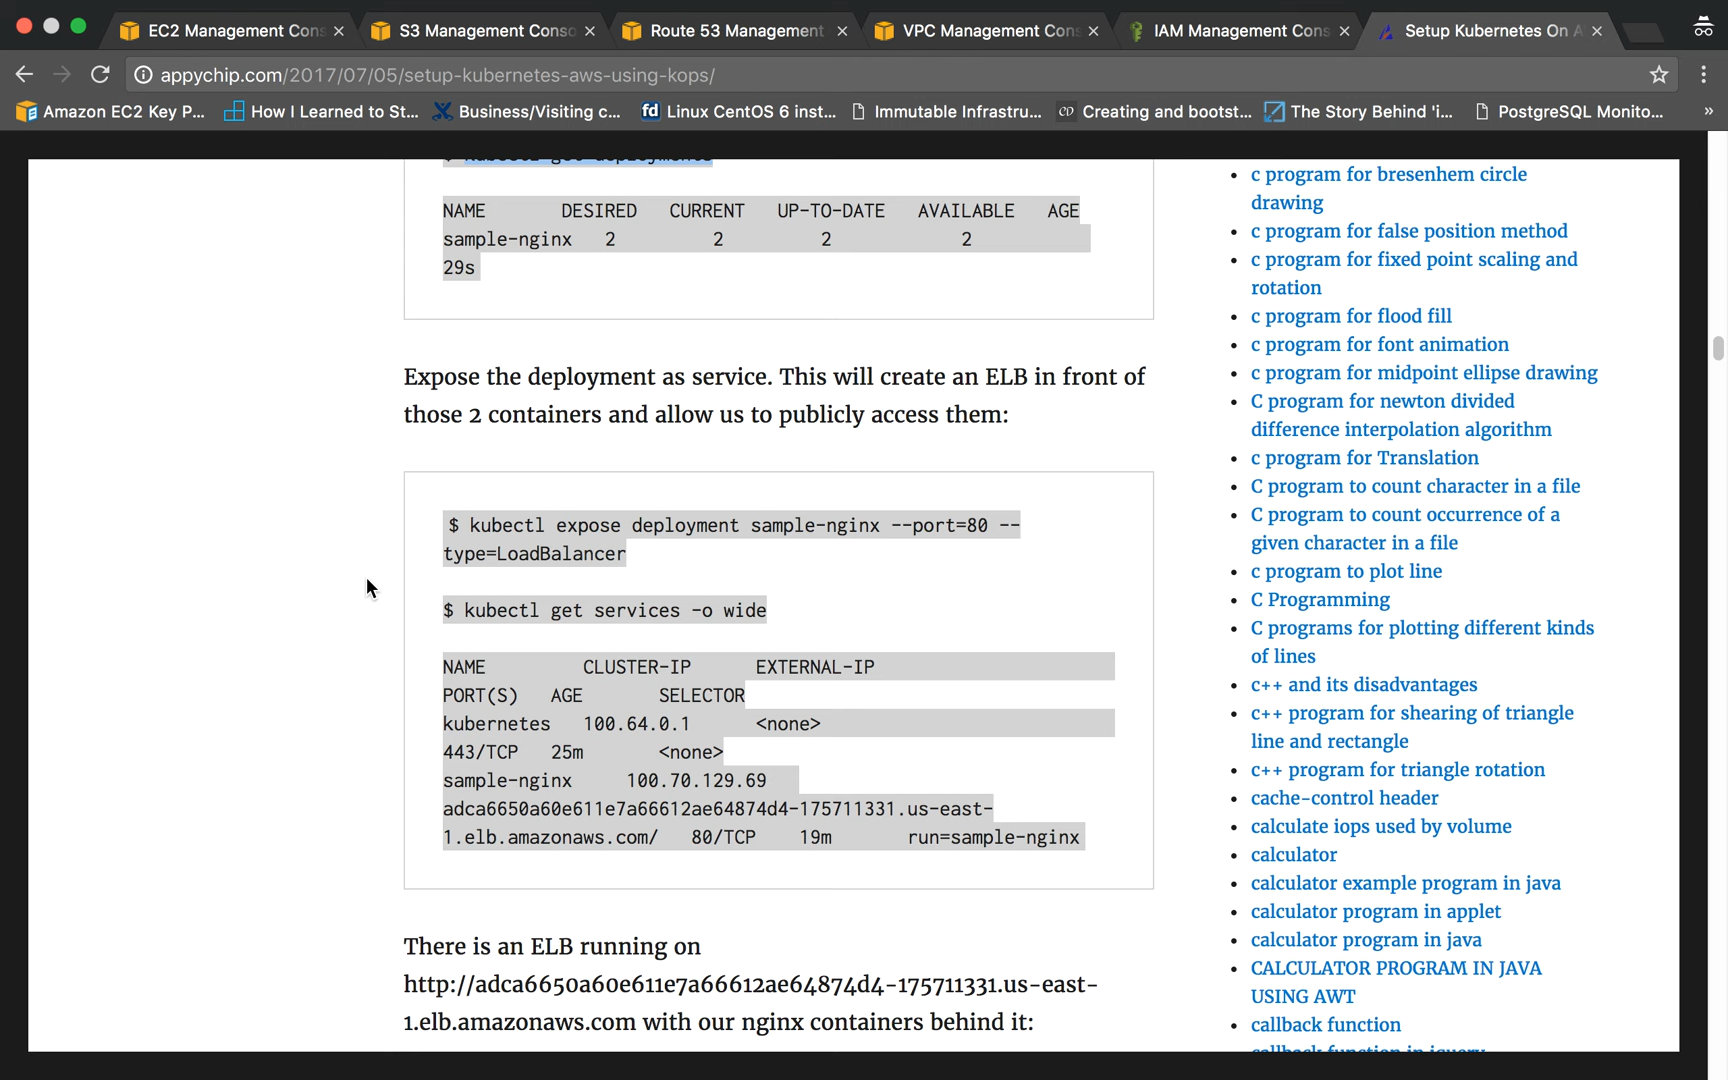 EC2 Management Cons
S3 Management Conso
Route 53 Management
VPC Management Cons
IAM Management Cons
Setup Kubernetes On A
appychip.com/2017/07/05/setup-kubernetes-aws-using-kops/
Amazon EC2 Key P...
How I Learned to St...
Business/Visiting c...
fd Linux CentOS 6 inst...
Immutable Infrastru...
CD Creating and bootst...
The Story Behind 'i...
PostgreSQL Monito...
»
$ kubectl get deployments
NAME DESIRED CURRENT UP-TO-DATE AVAILABLE AGE
sample-nginx 2 2 2 2
29s
Expose the deployment as service. This will create an ELB in front of
those 2 containers and allow us to publicly access them:
$ kubectl expose deployment sample-nginx --port=80 --
type=LoadBalancer
$ kubectl get services -o wide
NAME CLUSTER-IP EXTERNAL-IP
PORT(S) AGE SELECTOR
kubernetes 100.64.0.1 <none>
443/TCP 25m <none>
sample-nginx 100.70.129.69
adca6650a60e611e7a66612ae64874d4-175711331.us-east-
1.elb.amazonaws.com/ 80/TCP 19m run=sample-nginx
There is an ELB running on
http://adca6650a60e611e7a66612ae64874d4-175711331.us-east-
1.elb.amazonaws.com with our nginx containers behind it:
c program for bresenhem circle
drawing
c program for false position method
c program for fixed point scaling and
rotation
c program for flood fill
c program for font animation
c program for midpoint ellipse drawing
C program for newton divided
difference interpolation algorithm
c program for Translation
C program to count character in a file
C program to count occurrence of a
given character in a file
c program to plot line
C Programming
C programs for plotting different kinds
of lines
c++ and its disadvantages
c++ program for shearing of triangle
line and rectangle
c++ program for triangle rotation
cache-control header
calculate iops used by volume
calculator
calculator example program in java
calculator program in applet
calculator program in java
CALCULATOR PROGRAM IN JAVA
USING AWT
callback function
callback function in jquery